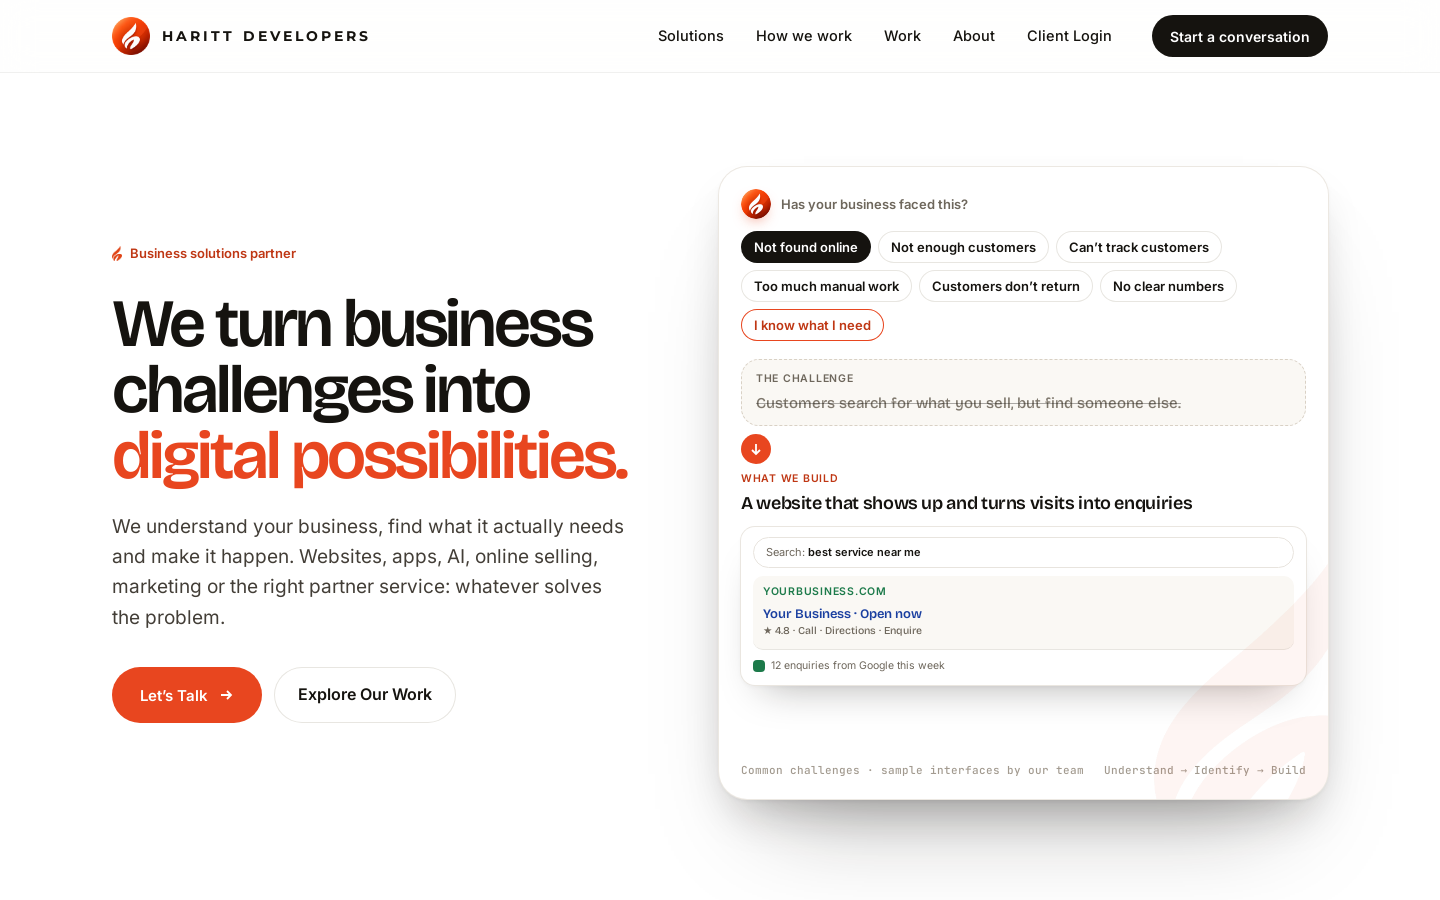 HARITT DEVELOPERS
Solutions
How we work
Work
About
Client Login
Start a conversation
Business solutions partner
We turn business
challenges into
digital possibilities.
We understand your business, find what it actually needs
and make it happen. Websites, apps, AI, online selling,
marketing or the right partner service: whatever solves
the problem.
Let’s Talk →
Explore Our Work
Has your business faced this?
Not found online
Not enough customers
Can’t track customers
Too much manual work
Customers don’t return
No clear numbers
I know what I need
THE CHALLENGE
Customers search for what you sell, but find someone else.
↓
WHAT WE BUILD
A website that shows up and turns visits into enquiries
Search: best service near me
YOURBUSINESS.COM
Your Business · Open now
★ 4.8 · Call · Directions · Enquire
12 enquiries from Google this week
Common challenges · sample interfaces by our team
Understand → Identify → Build